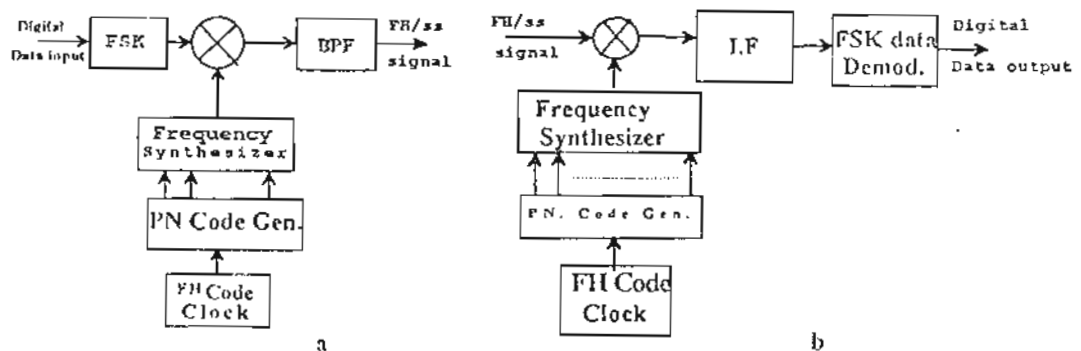 Digital
Data input
FSK
BPF
FH/ss
signal
Frequency
Synthesizer
PN Code Gen.
FH Code
Clock
a
FH/ss
signal
I.F
FSK data
Demod.
Digital
Data output
Frequency
Synthesizer
PN. Code Gen.
FH Code
Clock
b